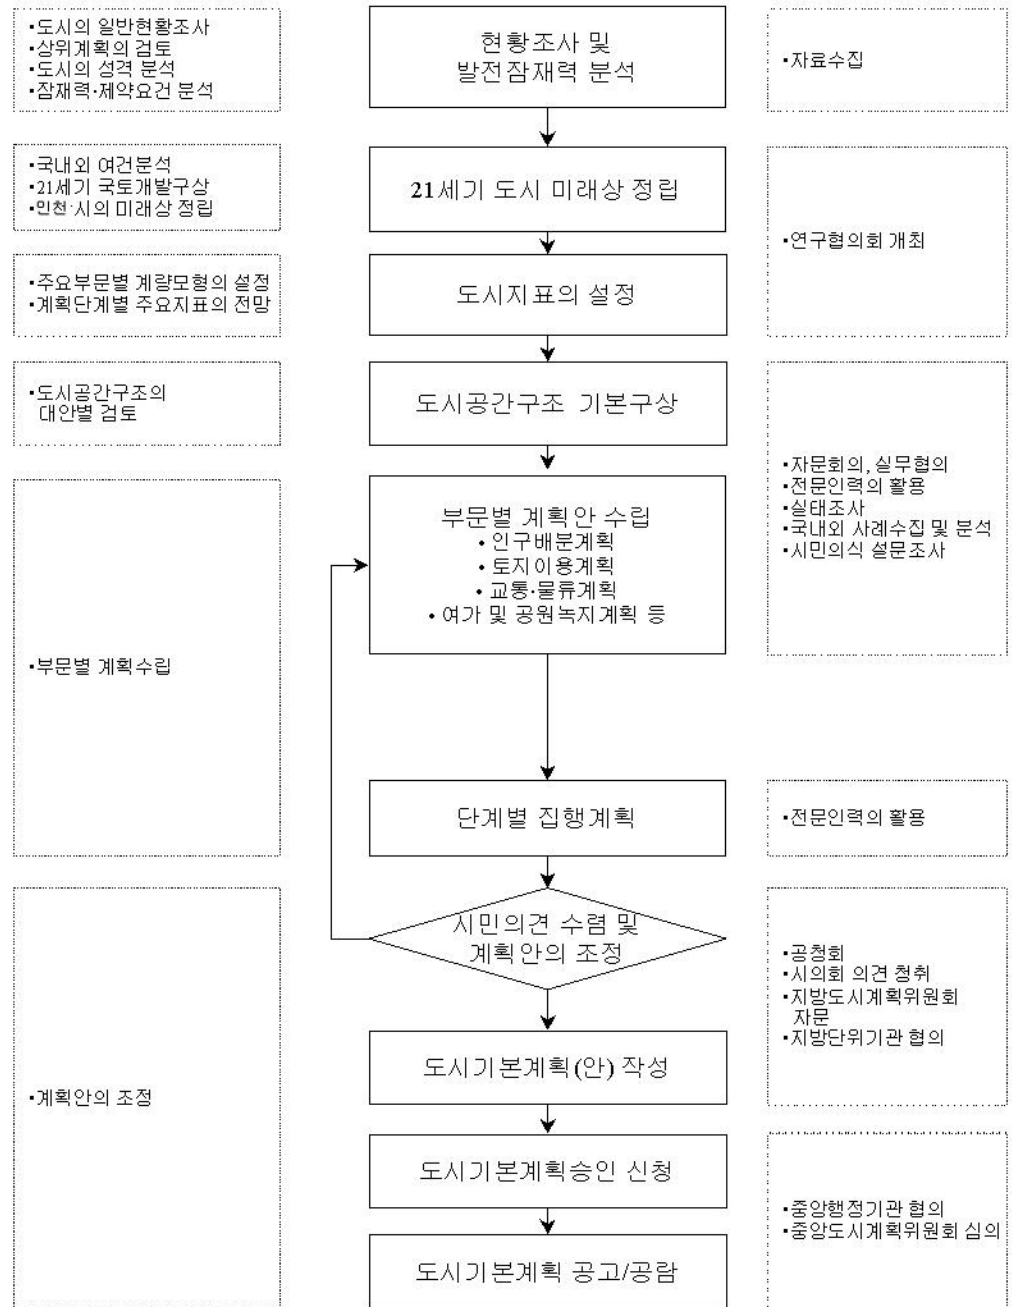 ▪도시의 일반현황조사
▪상위계획의 검토
▪도시의 성격 분석
▪잠재력·제약요건 분석
현황조사 및
발전잠재력 분석
▪자료수집
▪국내외 여건분석
▪21세기 국토개발구상
▪인천·시의 미래상 정립
21세기 도시 미래상 정립
▪연구협의회 개최
▪주요부문별 계량모형의 설정
▪계획단계별 주요지표의 전망
도시지표의 설정
▪도시공간구조의
대안별 검토
도시공간구조 기본구상
▪자문회의, 실무협의
▪전문인력의 활용
▪실태조사
▪국내외 사례수집 및 분석
▪시민의식 설문조사
부문별 계획안 수립
• 인구배분계획
• 토지이용계획
• 교통·물류계획
• 여가 및 공원녹지계획 등
▪부문별 계획수립
단계별 집행계획
▪전문인력의 활용
시민의견 수렴 및
계획안의 조정
▪공청회
▪시의회 의견 청취
▪지방도시계획위원회
자문
▪지방단위기관 협의
도시기본계획(안) 작성
▪계획안의 조정
도시기본계획승인 신청
▪중앙행정기관 협의
▪중앙도시계획위원회 심의
도시기본계획 공고/공람